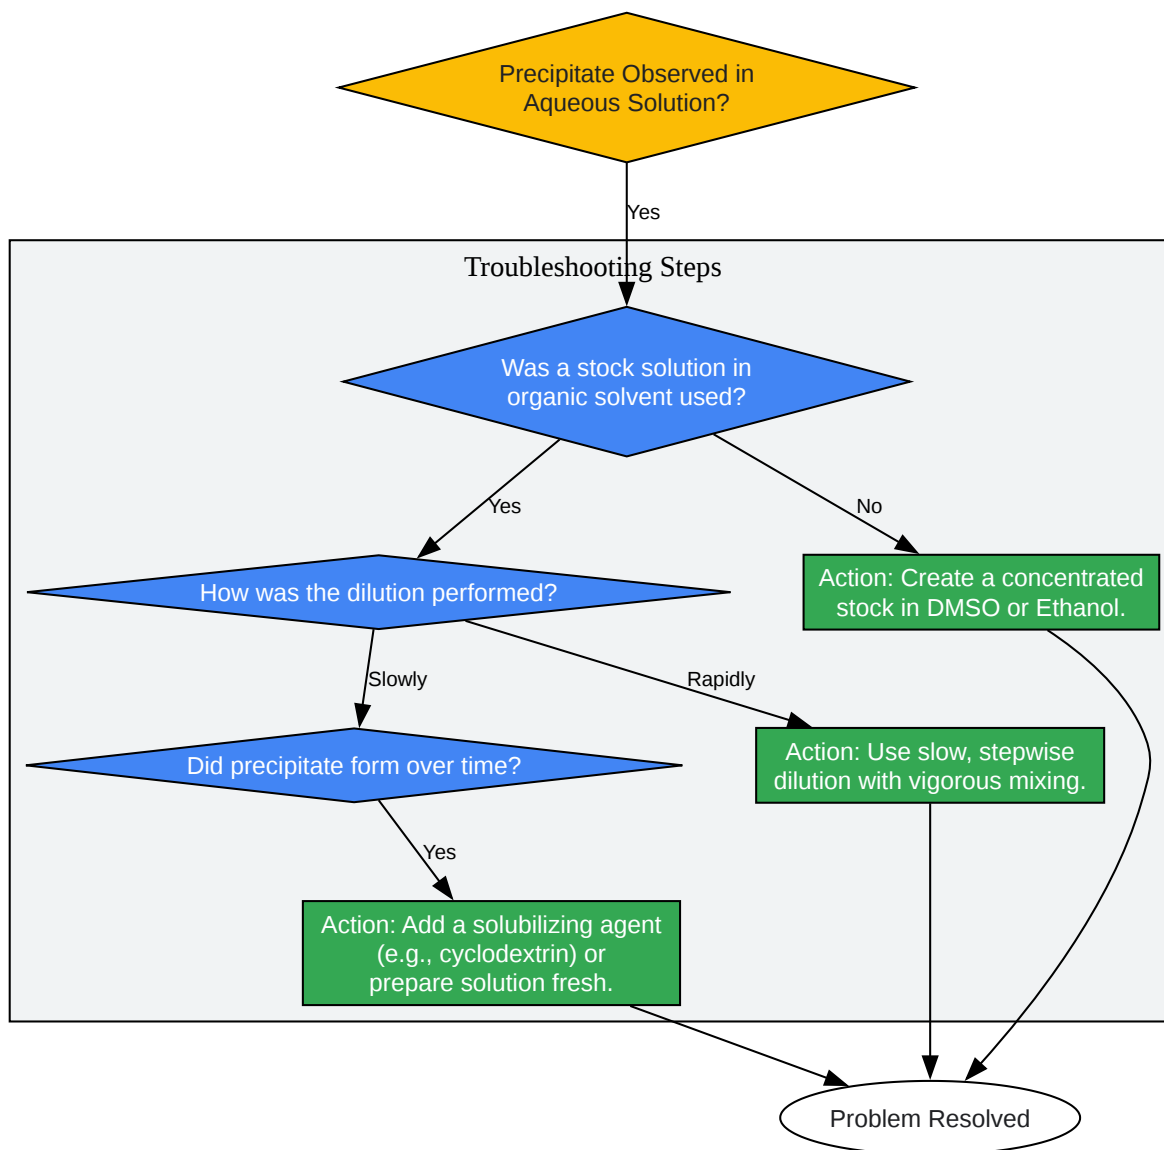 Precipitate Observed in
Aqueous Solution?
Yes
Troubleshooting Steps
Was a stock solution in
organic solvent used?
Yes
No
How was the dilution performed?
Action: Create a concentrated
stock in DMSO or Ethanol.
Slowly
Rapidly
Did precipitate form over time?
Action: Use slow, stepwise
dilution with vigorous mixing.
Yes
Action: Add a solubilizing agent
(e.g., cyclodextrin) or
prepare solution fresh.
Problem Resolved